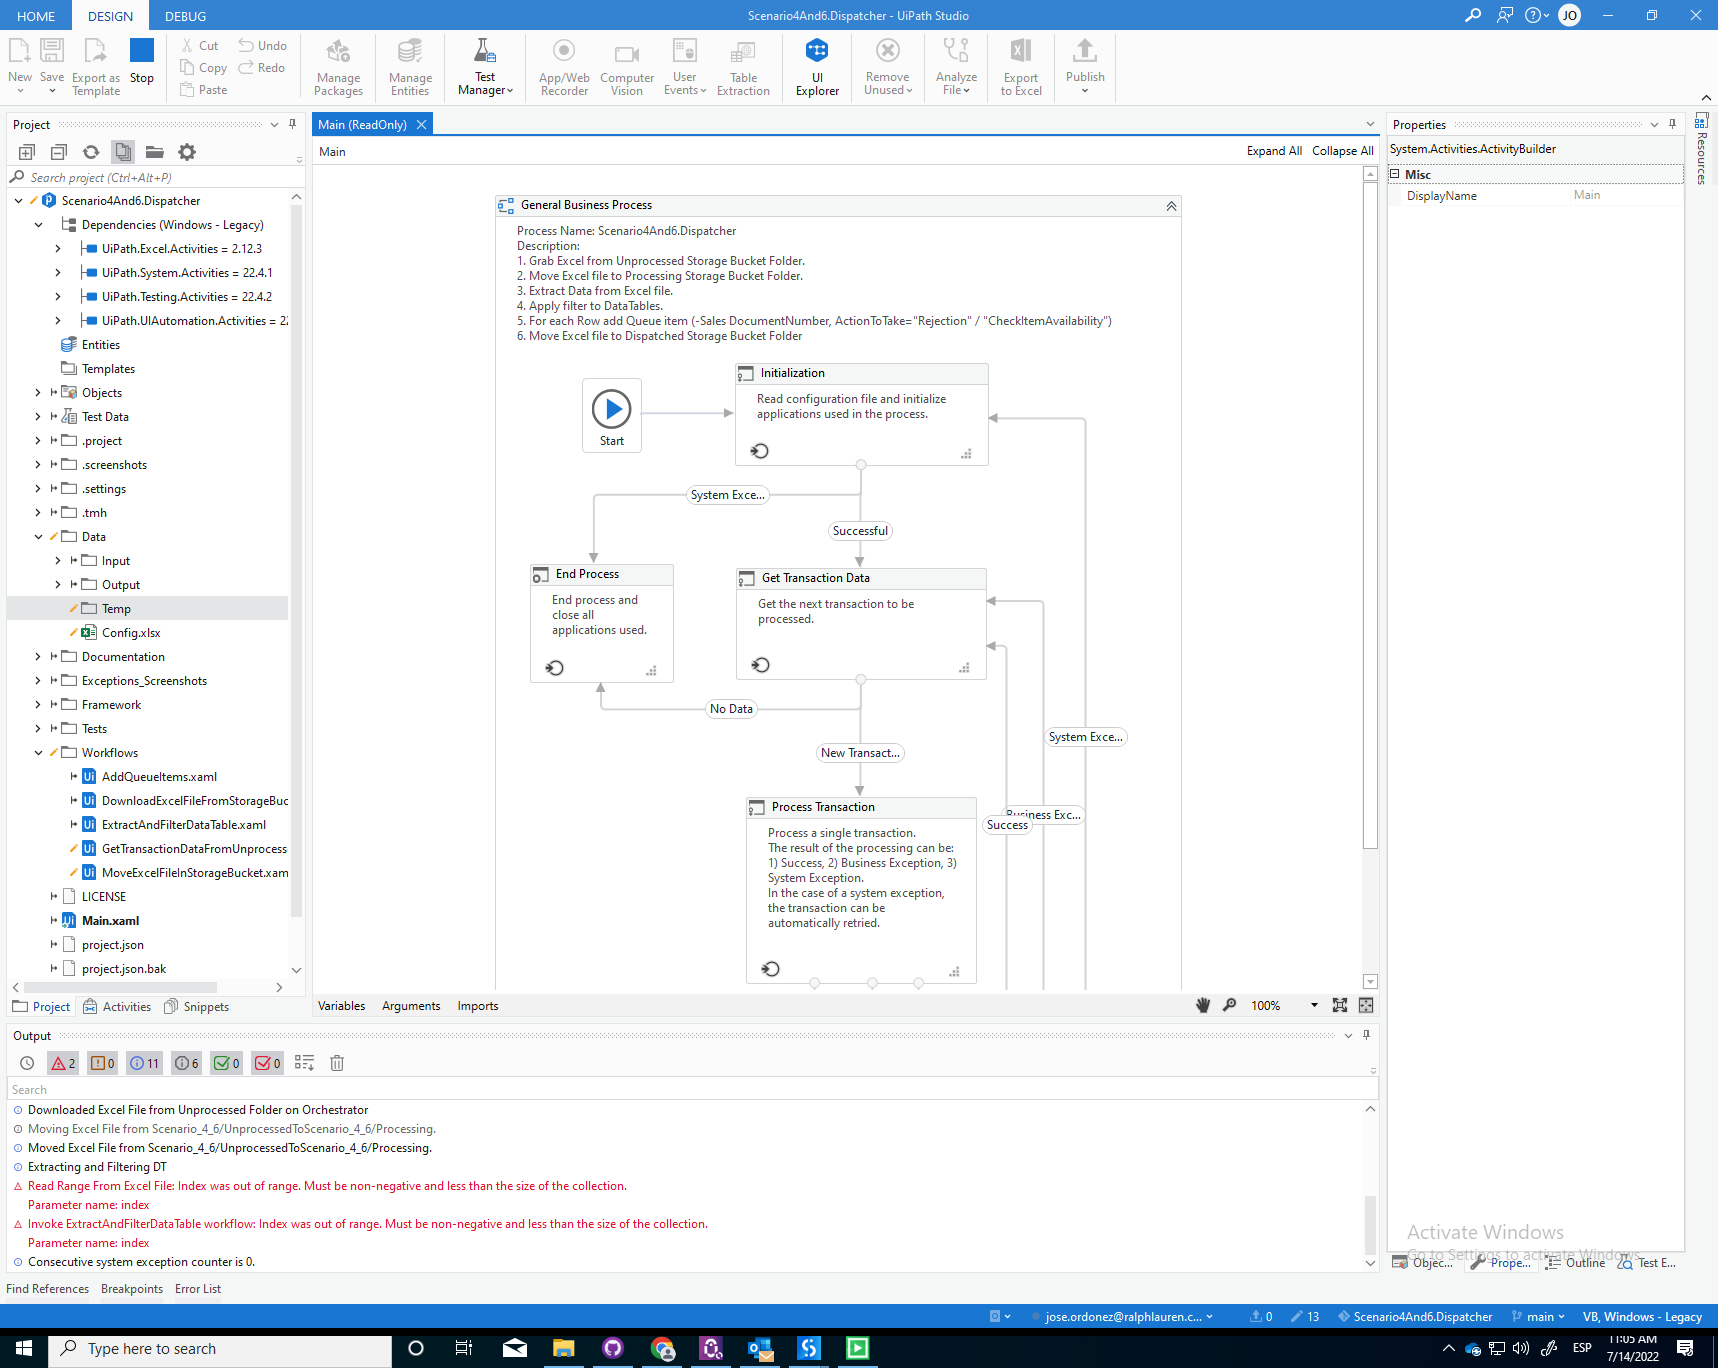 HOME DESIGN DEBUG
Scenario4And6.Dispatcher - UiPath Studio
JO
New
Save
Export as Template
Stop
Cut
Copy
Paste
Undo
Redo
Manage Packages
Manage Entities
Test Manager
App/Web Recorder
Computer Vision
User Events
Table Extraction
UI Explorer
Remove Unused
Analyze File
Export to Excel
Publish
Project
Search project (Ctrl+Alt+P)
Scenario4And6.Dispatcher
Dependencies (Windows - Legacy)
UiPath.Excel.Activities = 2.12.3
UiPath.System.Activities = 22.4.1
UiPath.Testing.Activities = 22.4.2
UiPath.UIAutomation.Activities = 22
Entities
Templates
Objects
Test Data
.project
.screenshots
.settings
.tmh
Data
Input
Output
Temp
Config.xlsx
Documentation
Exceptions_Screenshots
Framework
Tests
Workflows
AddQueueItems.xaml
DownloadExcelFileFromStorageBuc
ExtractAndFilterDataTable.xaml
GetTransactionDataFromUnprocess
MoveExcelFileInStorageBucket.xam
LICENSE
Main.xaml
project.json
project.json.bak
Project Activities Snippets
Main (ReadOnly)
Main
Expand All Collapse All
General Business Process
Process Name: Scenario4And6.Dispatcher
Description:
1. Grab Excel from Unprocessed Storage Bucket Folder.
2. Move Excel file to Processing Storage Bucket Folder.
3. Extract Data from Excel file.
4. Apply filter to DataTables.
5. For each Row add Queue item (-Sales DocumentNumber, ActionToTake="Rejection" / "CheckItemAvailability")
6. Move Excel file to Dispatched Storage Bucket Folder
Start
Initialization
Read configuration file and initialize
applications used in the process.
System Exce...
Successful
End Process
End process and
close all
applications used.
Get Transaction Data
Get the next transaction to be
processed.
No Data
New Transact...
System Exce...
Business Exc...
Success
Process Transaction
Process a single transaction.
The result of the processing can be:
1) Success, 2) Business Exception, 3)
System Exception.
In the case of a system exception,
the transaction can be
automatically retried.
Variables Arguments Imports
100%
Properties
System.Activities.ActivityBuilder
Misc
DisplayName Main
Resources
Output
2 0 11 6 0 0
Search
Downloaded Excel File from Unprocessed Folder on Orchestrator
Moving Excel File from Scenario_4_6/UnprocessedToScenario_4_6/Processing.
Moved Excel File from Scenario_4_6/UnprocessedToScenario_4_6/Processing.
Extracting and Filtering DT
Read Range From Excel File: Index was out of range. Must be non-negative and less than the size of the collection.
Parameter name: index
Invoke ExtractAndFilterDataTable workflow: Index was out of range. Must be non-negative and less than the size of the collection.
Parameter name: index
Consecutive system exception counter is 0.
Activate Windows
Go to Settings to activate Windows.
Objec... Prope... Outline Test E...
Find References Breakpoints Error List
jose.ordonez@ralphlauren.c... 0 13 Scenario4And6.Dispatcher main VB, Windows - Legacy
Type here to search
ESP
11:05 AM
7/14/2022